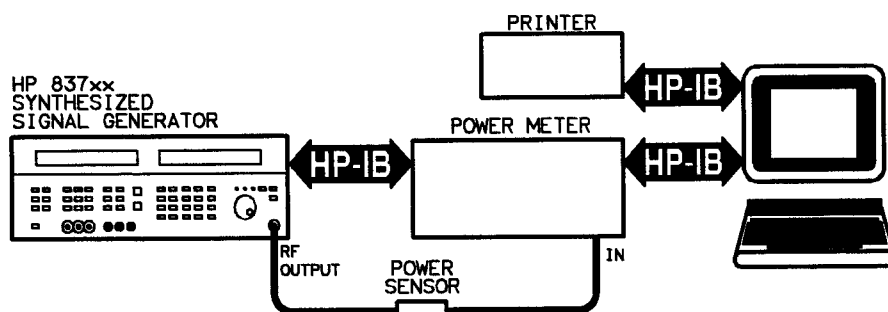 PRINTER
HP-IB
HP 837xx
SYNTHESIZED
SIGNAL GENERATOR
POWER METER
HP-IB
HP-IB
RF
OUTPUT
POWER
SENSOR
IN